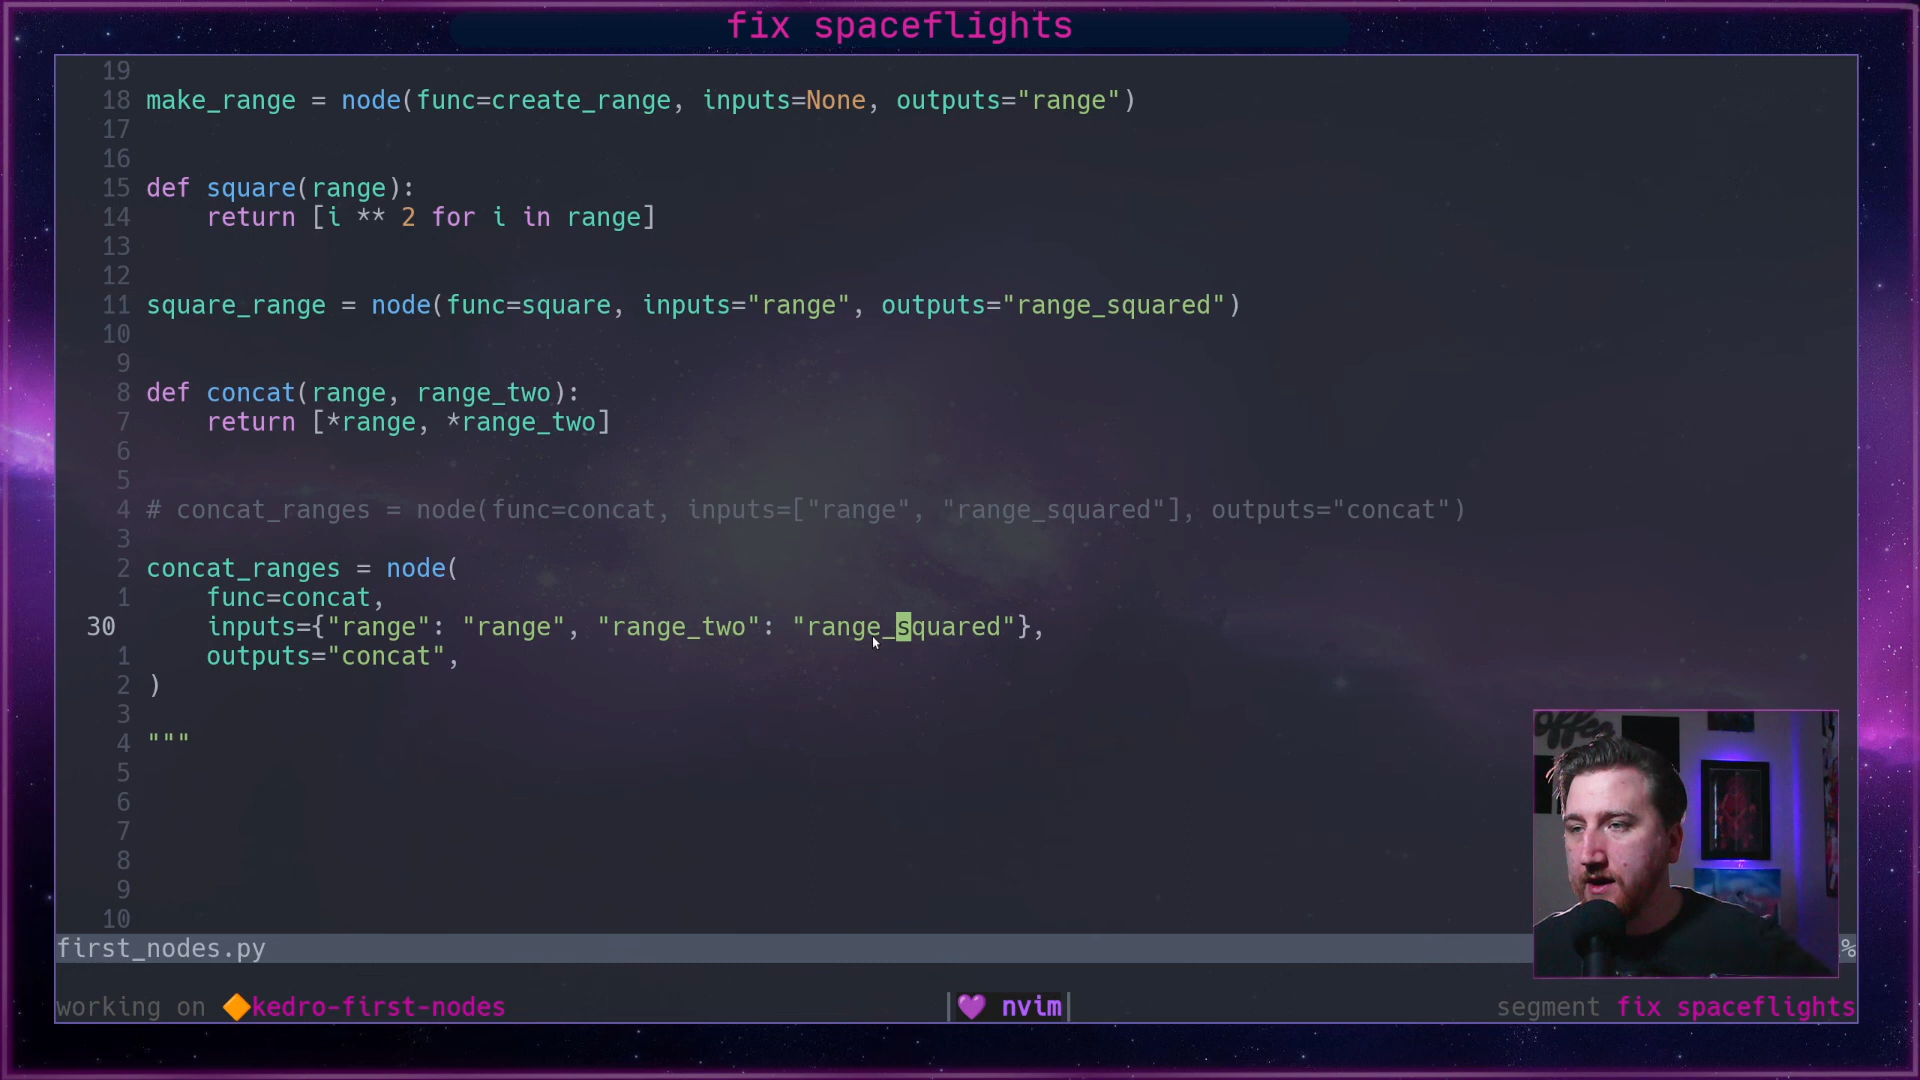 fix spaceflights
19
18 make_range = node(func=create_range, inputs=None, outputs="range")
17
16
15 def square(range):
14     return [i ** 2 for i in range]
13
12
11 square_range = node(func=square, inputs="range", outputs="range_squared")
10
9
8 def concat(range, range_two):
7     return [*range, *range_two]
6
5
4 # concat_ranges = node(func=concat, inputs=["range", "range_squared"], outputs="concat")
3
2 concat_ranges = node(
1     func=concat,
30     inputs={"range": "range", "range_two": "range_squared"},
1     outputs="concat",
2 )
3
4 """
5
6
7
8
9
10
first_nodes.py %
working on 🔶kedro-first-nodes |💜 nvim| segment fix spaceflights